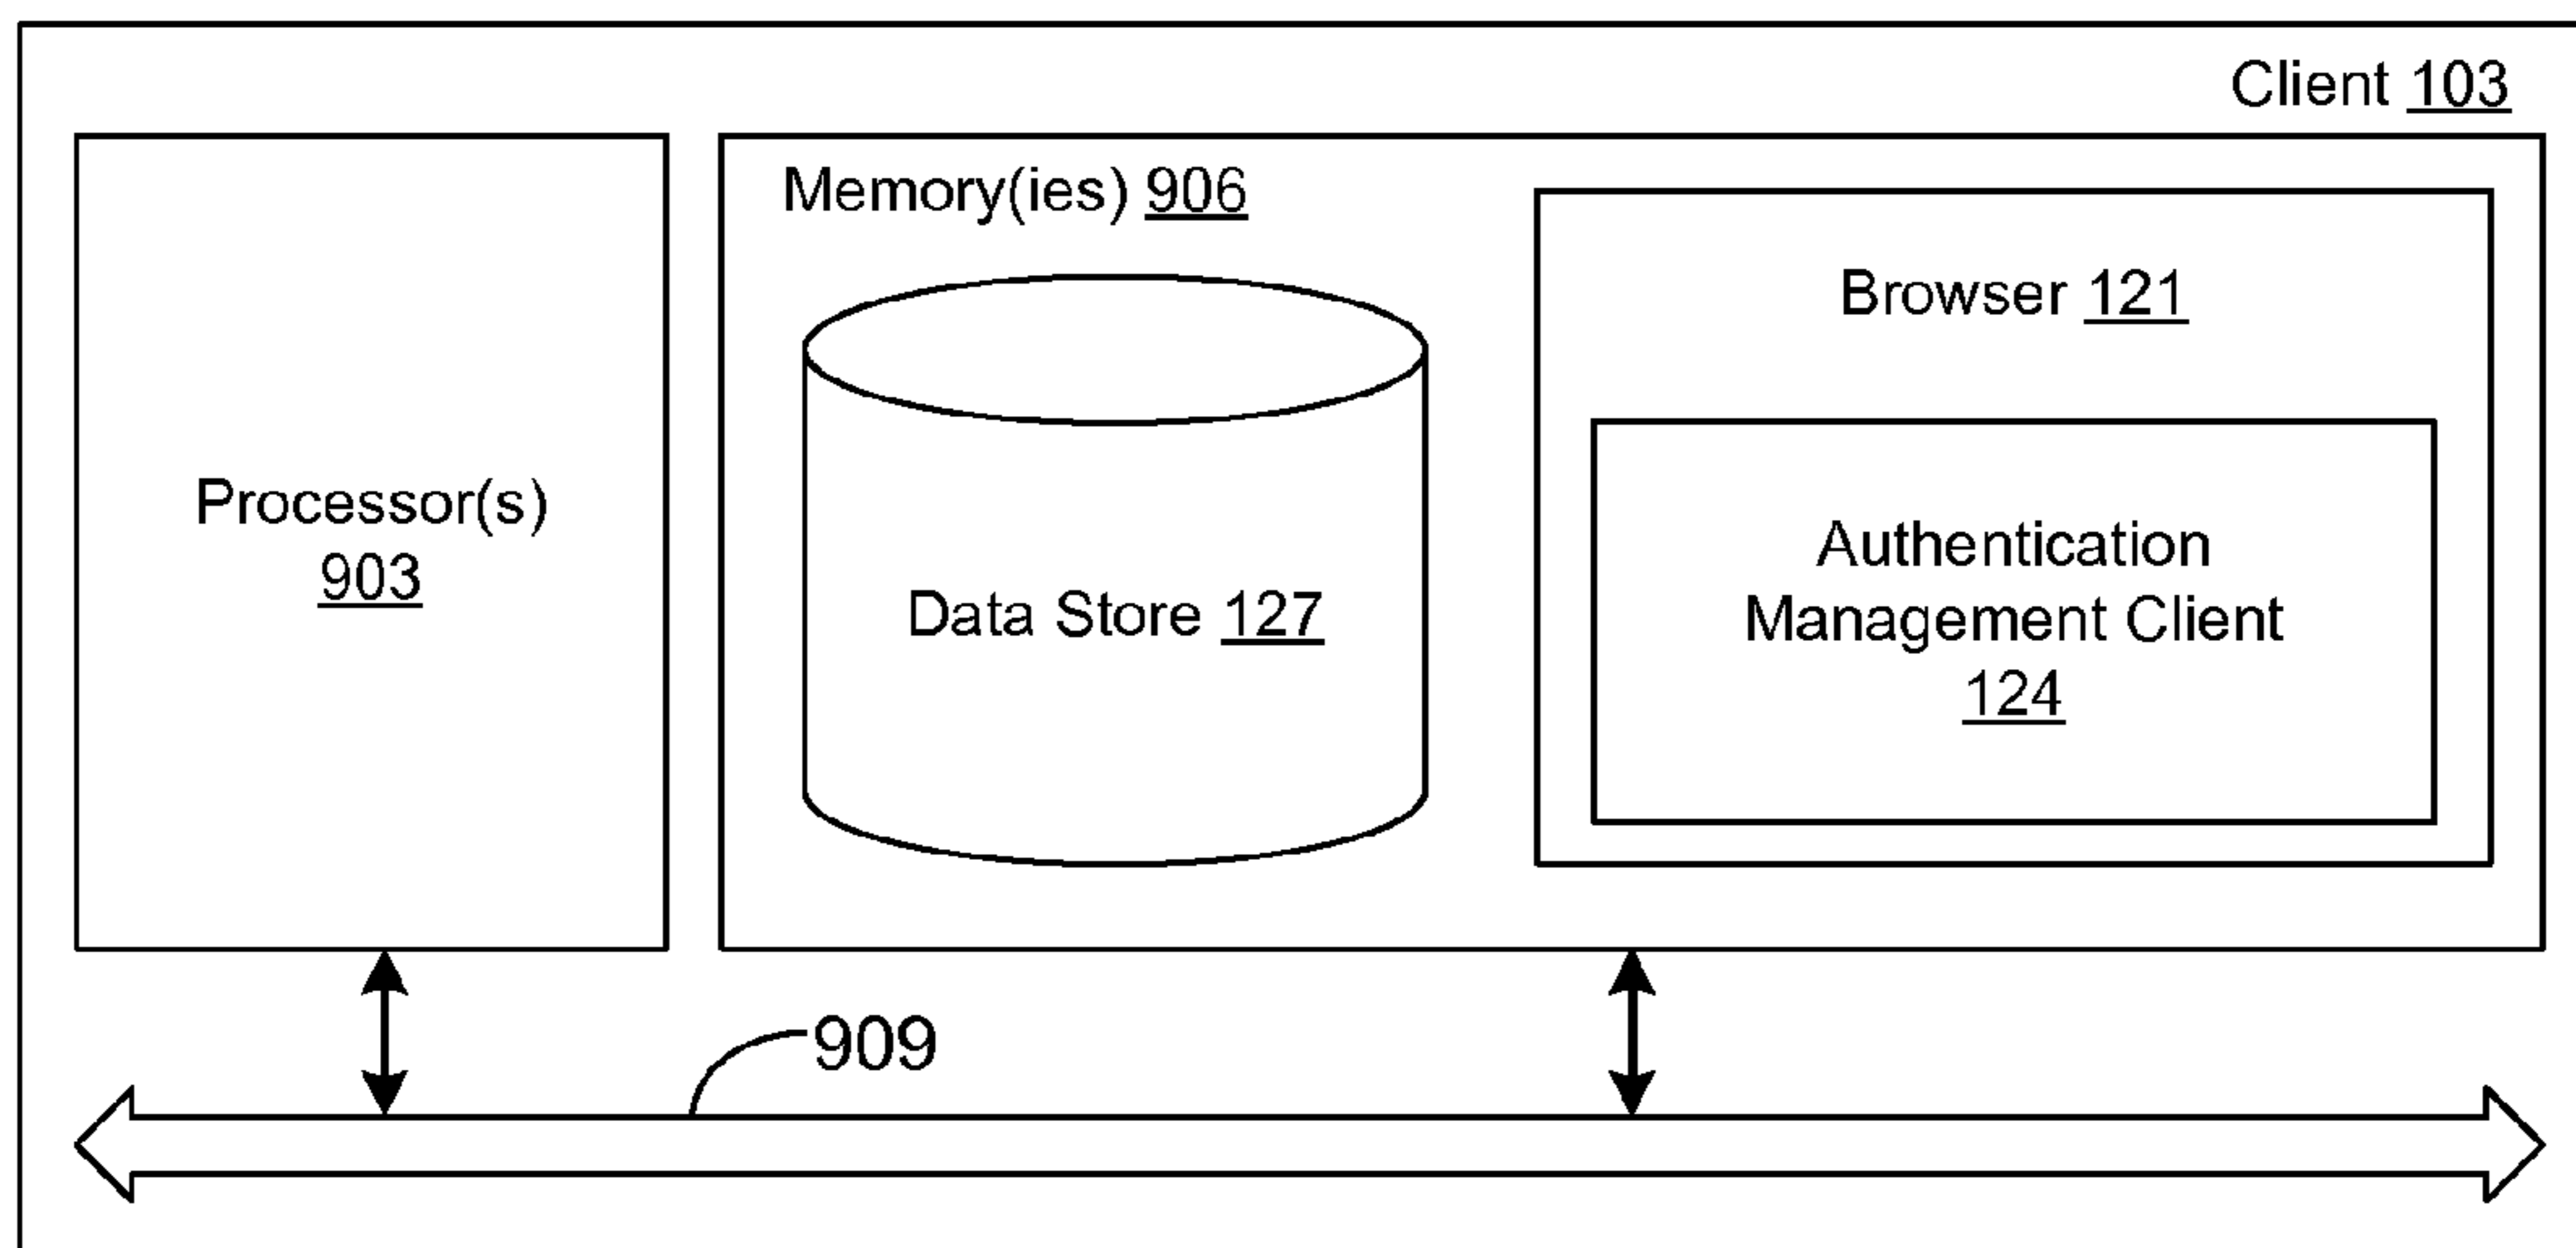 Client 103
Memory(ies) 906
Browser 121
Processor(s)
903
Data Store 127
Authentication
Management Client
124
909